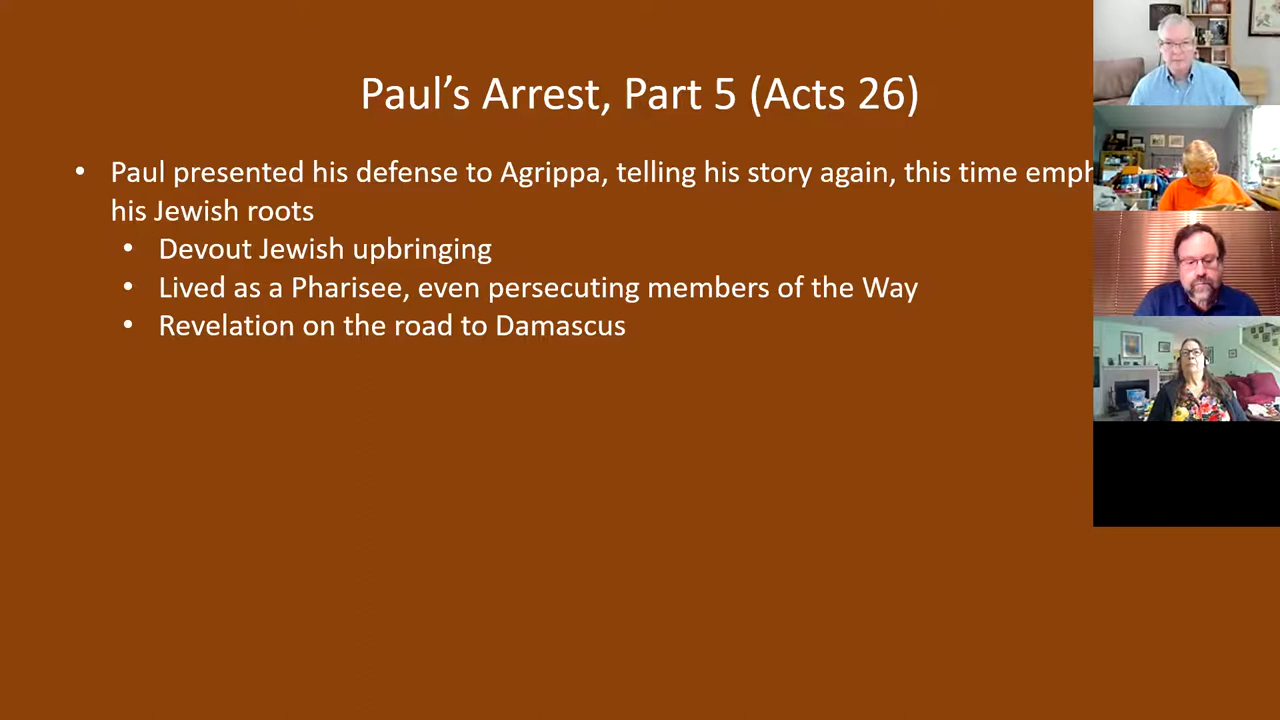 Paul’s Arrest, Part 5 (Acts 26)
• Paul presented his defense to Agrippa, telling his story again, this time emph
his Jewish roots
• Devout Jewish upbringing
• Lived as a Pharisee, even persecuting members of the Way
• Revelation on the road to Damascus